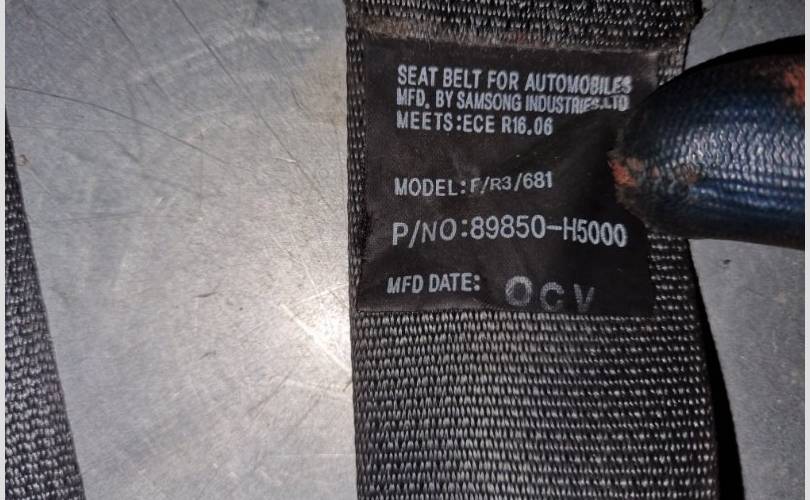 SEAT BELT FOR AUTOMOBILES
MFD. BY SAMSONG INDUSTRIES.LTD
MEETS:ECE R16.06
MODEL:F/R3/681
P/NO:89850-H5000
MFD DATE: OCV